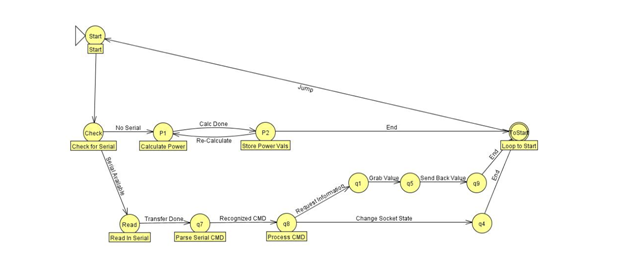 Start
Start
Jump
Check
No Serial
P1
Calc Done
Re-Calculate
P2
End
ToStart
Check for Serial
Calculate Power
Store Power Vals
Loop to Start
Serial Available
q1
Grab Value
q5
Send Back Value
q9
End
Request Information
Read
Transfer Done
q7
Recognized CMD
q8
Change Socket State
q4
End
Read In Serial
Parse Serial CMD
Process CMD